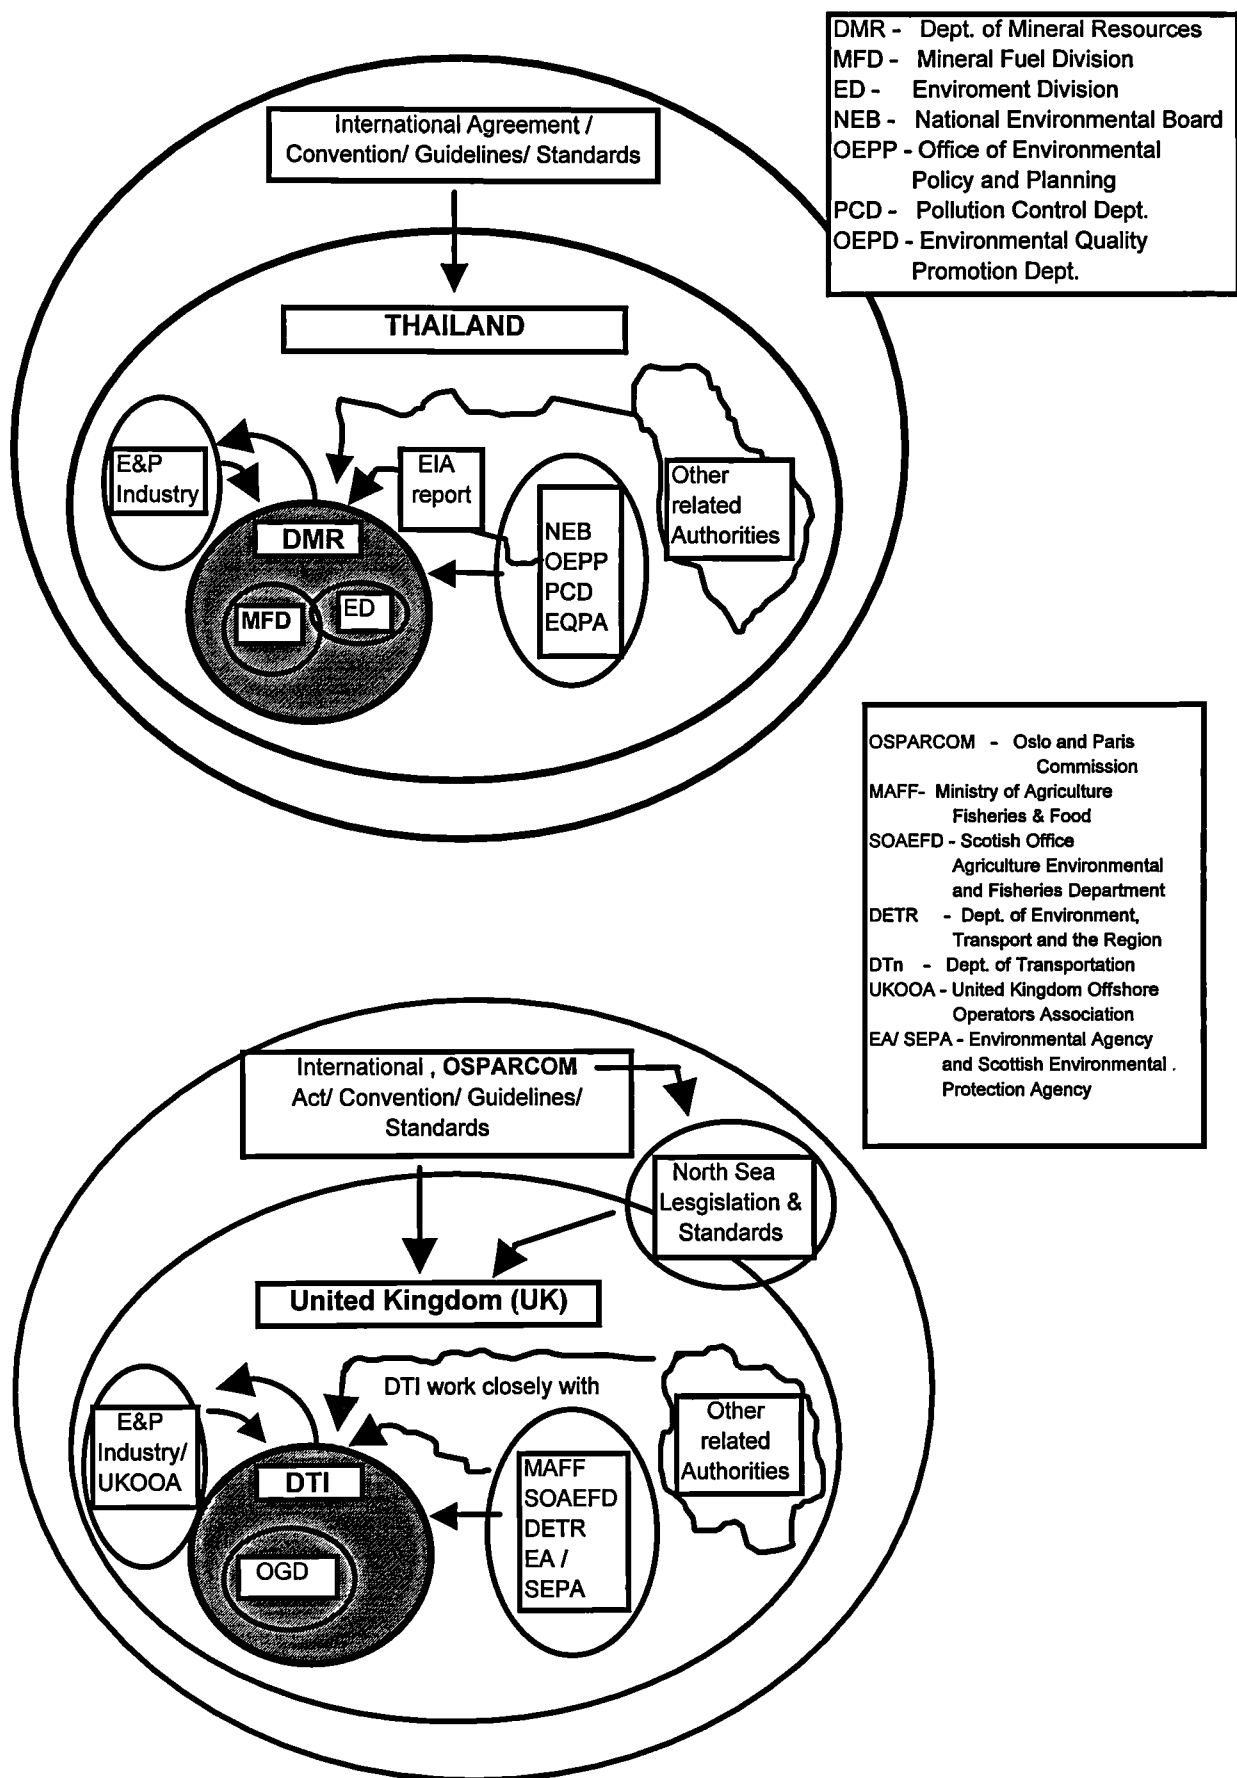 DMR - Dept. of Mineral Resources
MFD - Mineral Fuel Division
ED - Enviroment Division
NEB - National Environmental Board
OEPP - Office of Environmental
Policy and Planning
PCD - Pollution Control Dept.
OEPD - Environmental Quality
Promotion Dept.
International Agreement /
Convention/ Guidelines/ Standards
THAILAND
E&P
Industry
EIA
report
Other
related
Authorities
DMR
MFD
ED
NEB
OEPP
PCD
EQPA
OSPARCOM - Oslo and Paris
Commission
MAFF- Ministry of Agriculture
Fisheries & Food
SOAEFD - Scotish Office
Agriculture Environmental
and Fisheries Department
DETR - Dept. of Environment,
Transport and the Region
DTn - Dept. of Transportation
UKOOA - United Kingdom Offshore
Operators Association
EA/ SEPA - Environmental Agency
and Scottish Environmental .
Protection Agency
International , OSPARCOM
Act/ Convention/ Guidelines/
Standards
North Sea
Lesgislation &
Standards
United Kingdom (UK)
DTI work closely with
E&P
Industry/
UKOOA
Other
related
Authorities
DTI
OGD
MAFF
SOAEFD
DETR
EA /
SEPA